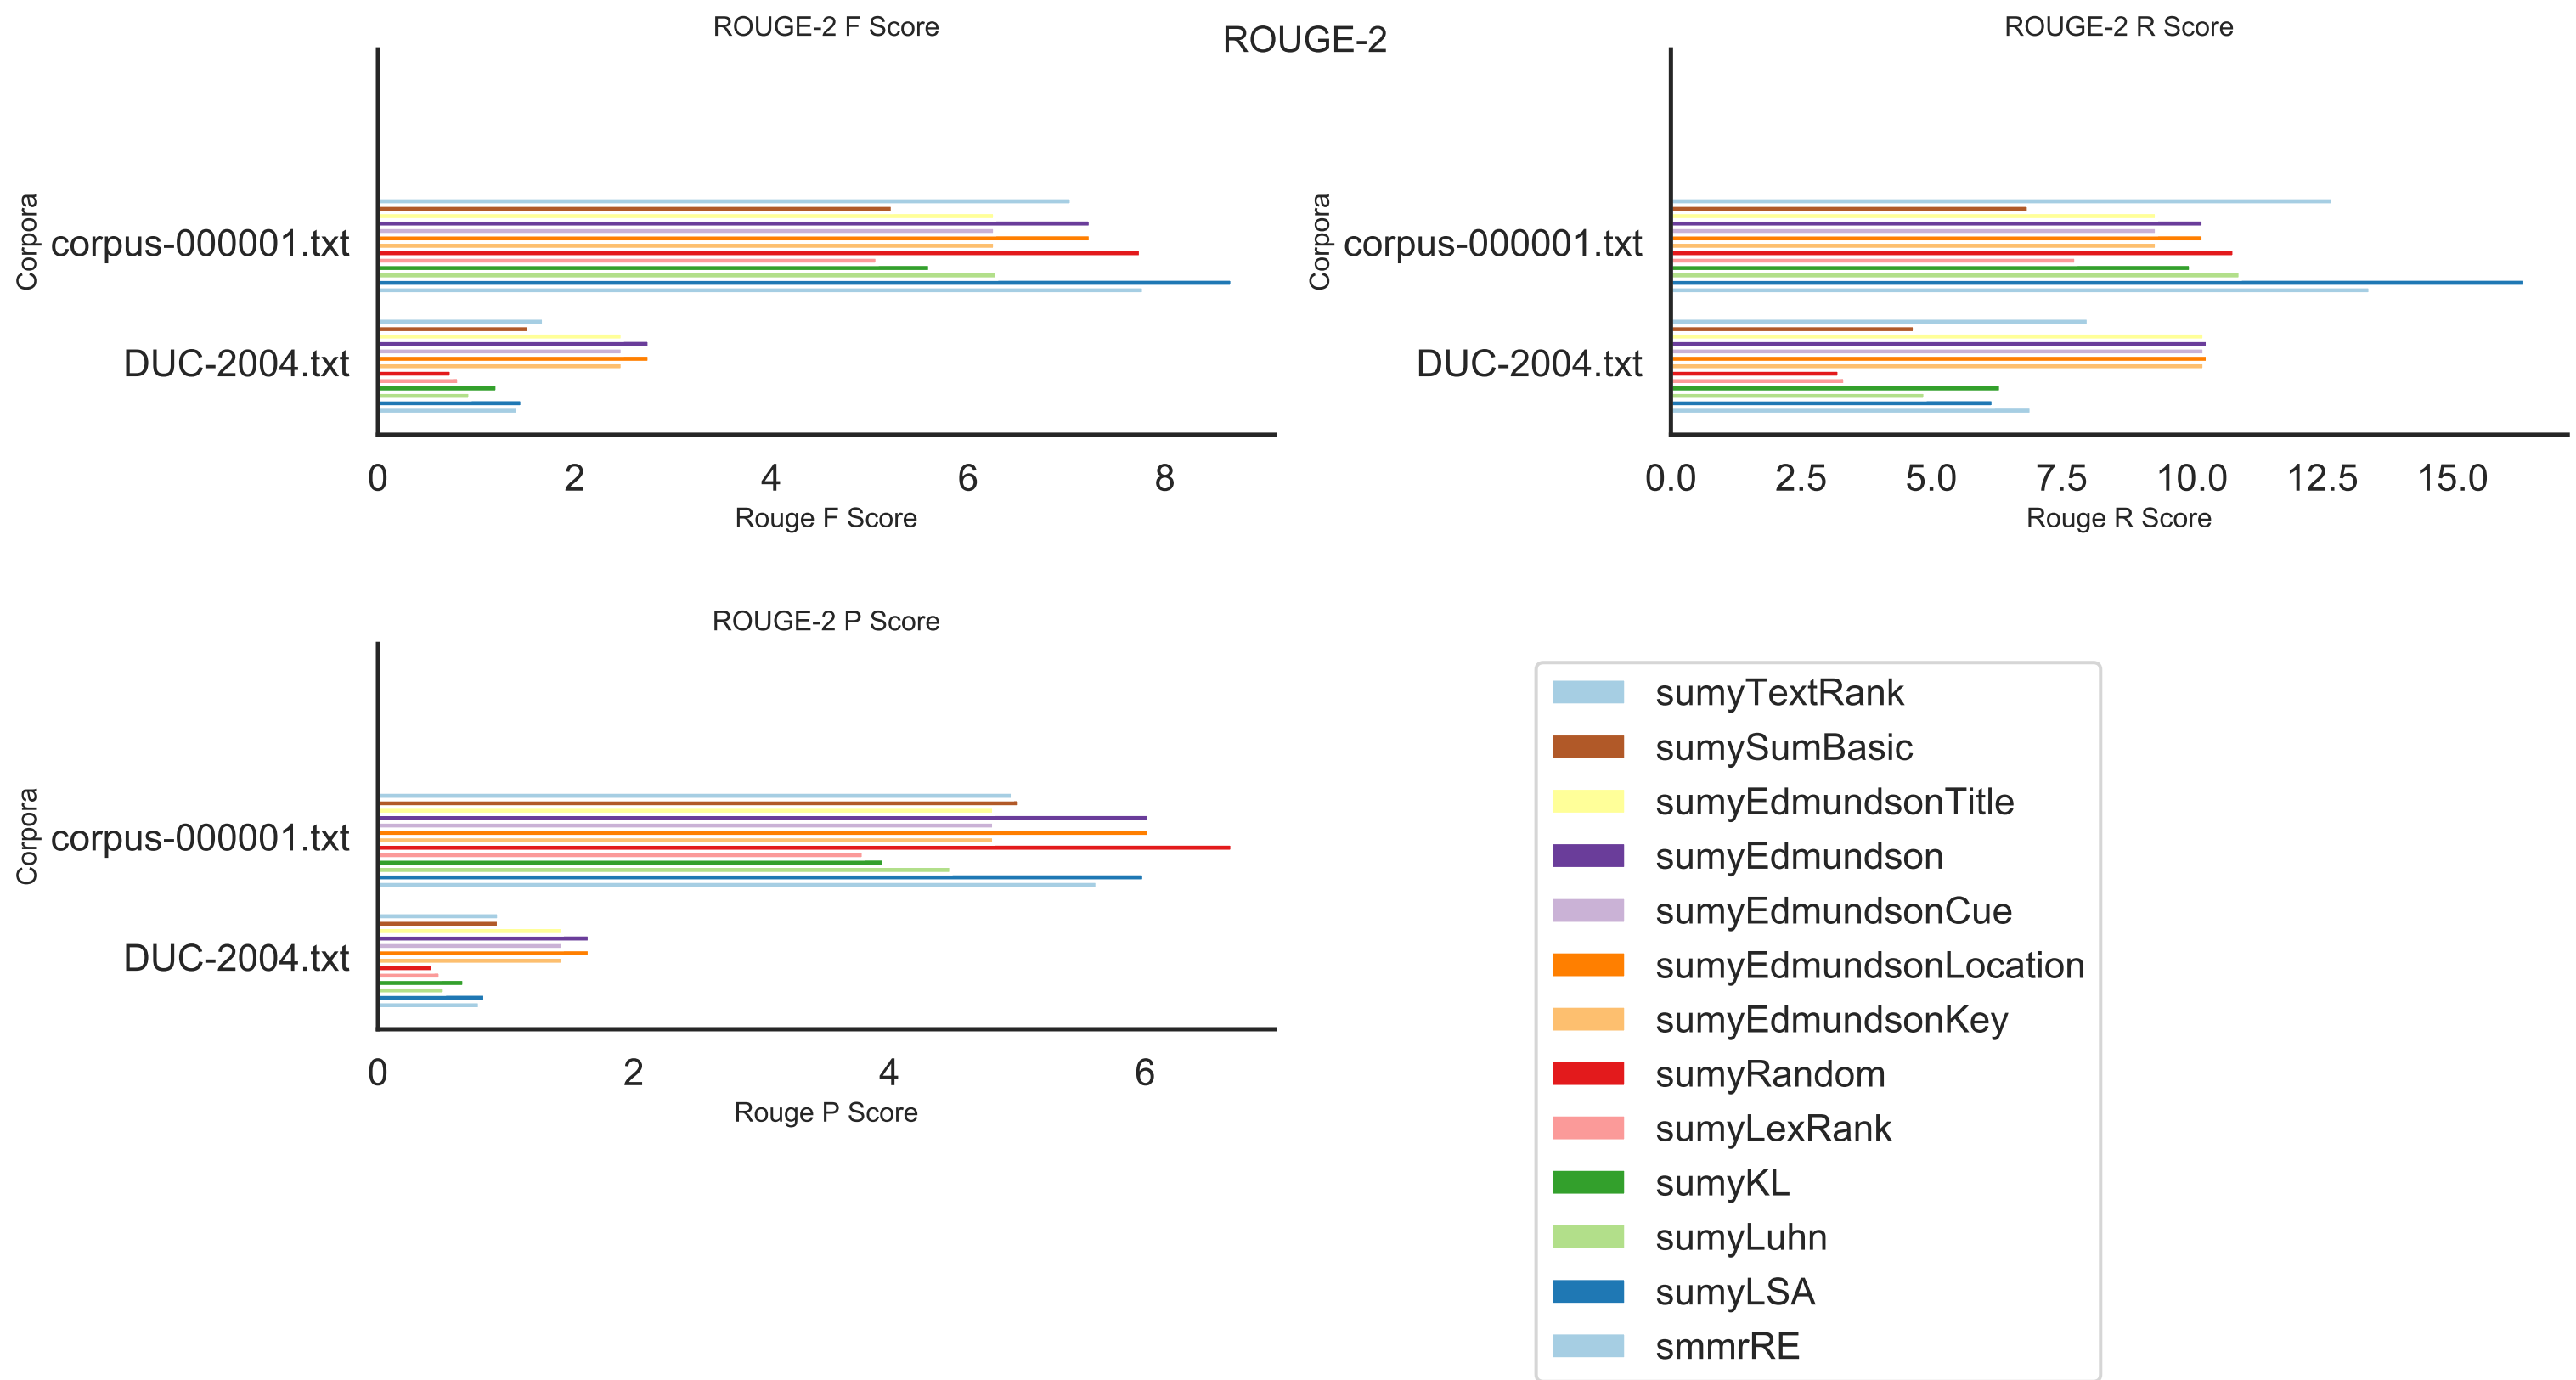 ROUGE-2
ROUGE-2 F Score
Corpora
corpus-000001.txt
DUC-2004.txt
0 2 4 6 8
Rouge F Score
ROUGE-2 R Score
Corpora
corpus-000001.txt
DUC-2004.txt
0.0 2.5 5.0 7.5 10.0 12.5 15.0
Rouge R Score
ROUGE-2 P Score
Corpora
corpus-000001.txt
DUC-2004.txt
0 2 4 6
Rouge P Score
sumyTextRank
sumySumBasic
sumyEdmundsonTitle
sumyEdmundson
sumyEdmundsonCue
sumyEdmundsonLocation
sumyEdmundsonKey
sumyRandom
sumyLexRank
sumyKL
sumyLuhn
sumyLSA
smmrRE